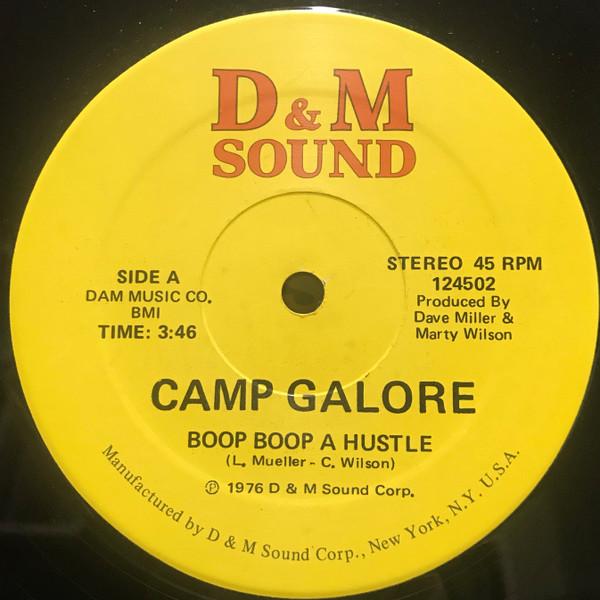 D & M
SOUND
SIDE A
DAM MUSIC CO.
BMI
TIME: 3:46
STEREO 45 RPM
124502
Produced By
Dave Miller &
Marty Wilson
CAMP GALORE
BOOP BOOP A HUSTLE
(L. Mueller - C. Wilson)
℗ 1976 D & M Sound Corp.
Manufactured by D & M Sound Corp., New York, N.Y. U.S.A.